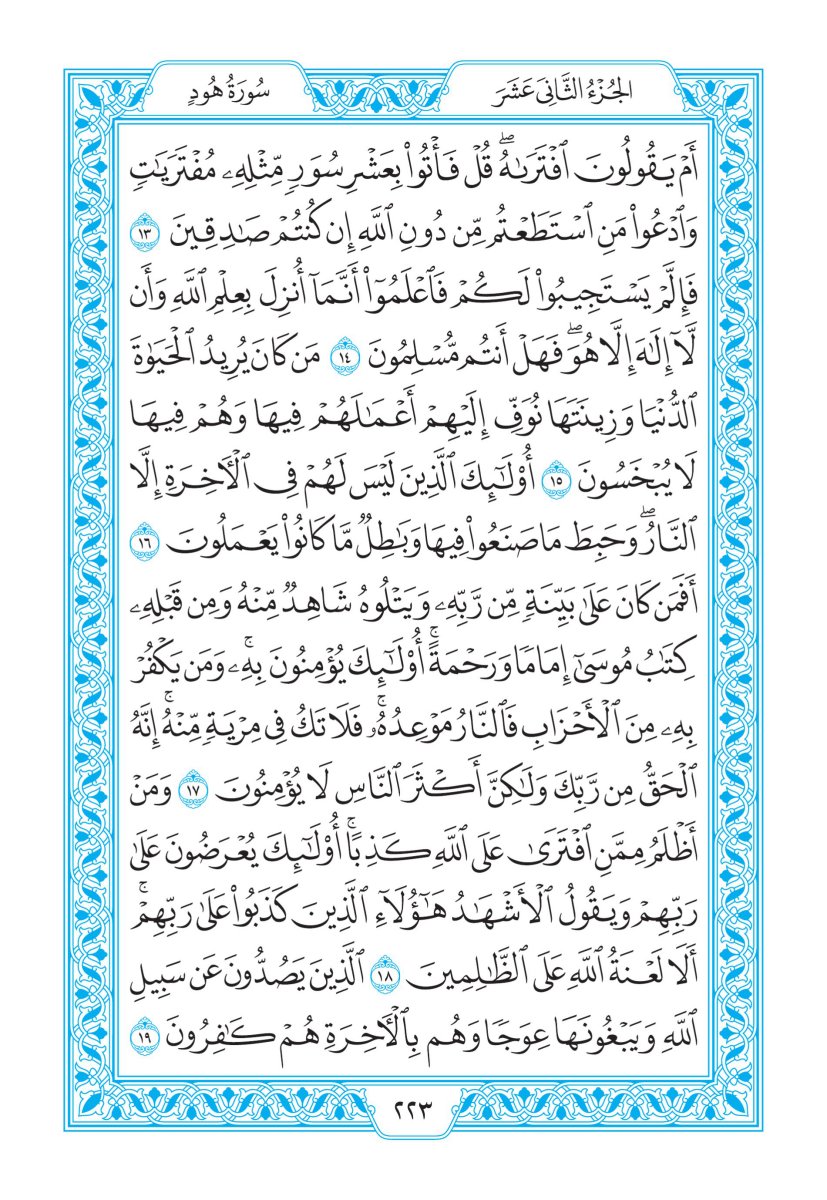 الجُزْءُ الثَّانِيَ عَشَرَ
سُورَةُ هُودٍ
أَمْ يَقُولُونَ ٱفْتَرَىٰهُۖ قُلْ فَأْتُوا۟ بِعَشْرِ سُوَرٍ مِّثْلِهِۦ مُفْتَرَيَٰتٍ
وَٱدْعُوا۟ مَنِ ٱسْتَطَعْتُم مِّن دُونِ ٱللَّهِ إِن كُنتُمْ صَٰدِقِينَ ١٣
فَإِلَّمْ يَسْتَجِيبُوا۟ لَكُمْ فَٱعْلَمُوٓا۟ أَنَّمَآ أُنزِلَ بِعِلْمِ ٱللَّهِ وَأَن
لَّآ إِلَٰهَ إِلَّا هُوَۖ فَهَلْ أَنتُم مُّسْلِمُونَ ١٤ مَن كَانَ يُرِيدُ ٱلْحَيَوٰةَ
ٱلدُّنْيَا وَزِينَتَهَا نُوَفِّ إِلَيْهِمْ أَعْمَٰلَهُمْ فِيهَا وَهُمْ فِيهَا
لَا يُبْخَسُونَ ١٥ أُو۟لَٰٓئِكَ ٱلَّذِينَ لَيْسَ لَهُمْ فِى ٱلْءَاخِرَةِ إِلَّا
ٱلنَّارُۖ وَحَبِطَ مَا صَنَعُوا۟ فِيهَا وَبَٰطِلٌ مَّا كَانُوا۟ يَعْمَلُونَ ١٦
أَفَمَن كَانَ عَلَىٰ بَيِّنَةٍ مِّن رَّبِّهِۦ وَيَتْلُوهُ شَاهِدٌ مِّنْهُ وَمِن قَبْلِهِۦ
كِتَٰبُ مُوسَىٰٓ إِمَامًا وَرَحْمَةًۚ أُو۟لَٰٓئِكَ يُؤْمِنُونَ بِهِۦۚ وَمَن يَكْفُرْ
بِهِۦ مِنَ ٱلْأَحْزَابِ فَٱلنَّارُ مَوْعِدُهُۥۚ فَلَا تَكُ فِى مِرْيَةٍ مِّنْهُۚ إِنَّهُ
ٱلْحَقُّ مِن رَّبِّكَ وَلَٰكِنَّ أَكْثَرَ ٱلنَّاسِ لَا يُؤْمِنُونَ ١٧ وَمَنْ
أَظْلَمُ مِمَّنِ ٱفْتَرَىٰ عَلَى ٱللَّهِ كَذِبًاۚ أُو۟لَٰٓئِكَ يُعْرَضُونَ عَلَىٰ
رَبِّهِمْ وَيَقُولُ ٱلْأَشْهَٰدُ هَٰٓؤُلَآءِ ٱلَّذِينَ كَذَبُوا۟ عَلَىٰ رَبِّهِمْۚ
أَلَا لَعْنَةُ ٱللَّهِ عَلَى ٱلظَّٰلِمِينَ ١٨ ٱلَّذِينَ يَصُدُّونَ عَن سَبِيلِ
ٱللَّهِ وَيَبْغُونَهَا عِوَجًا وَهُم بِٱلْءَاخِرَةِ هُمْ كَٰفِرُونَ ١٩
٢٢٣